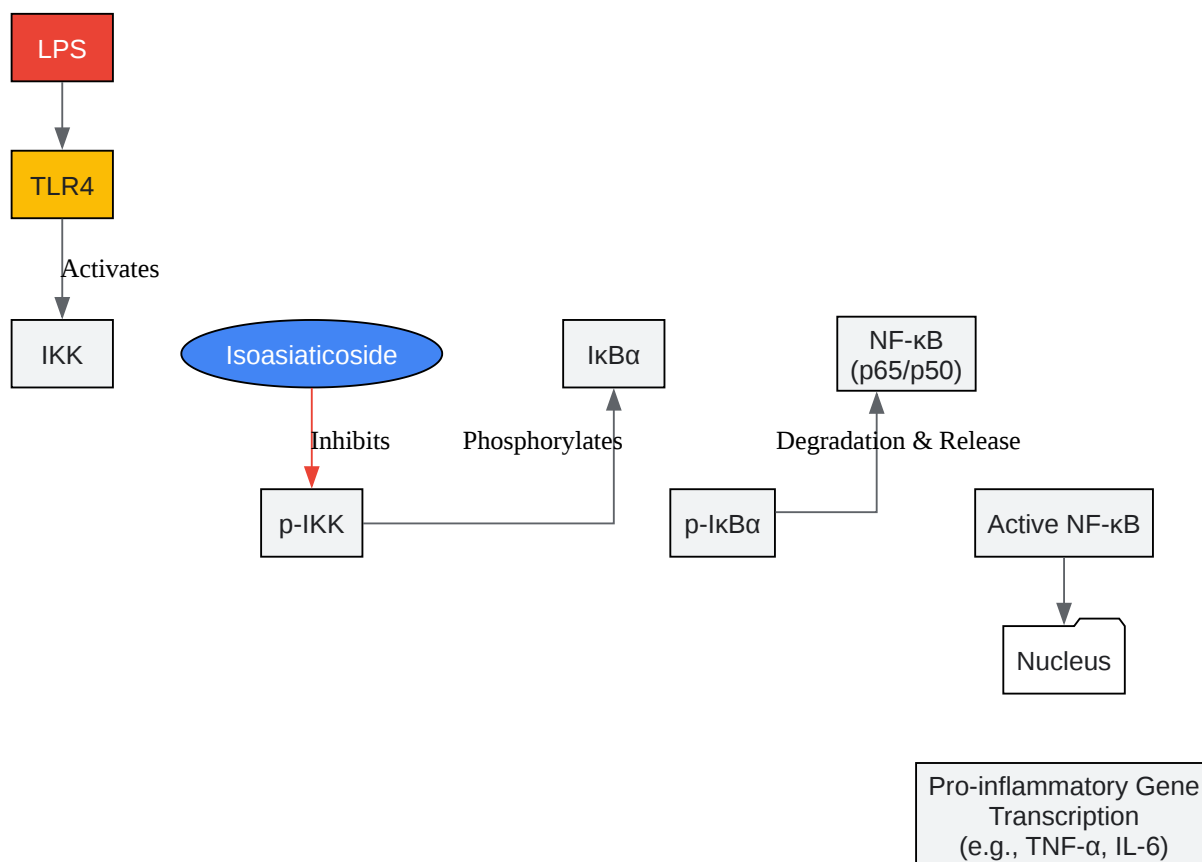 LPS
TLR4
Activates
IKK
Isoasiaticoside
IκBα
NF-κB
(p65/p50)
Inhibits
Phosphorylates
Degradation & Release
p-IKK
p-IκBα
Active NF-κB
Nucleus
Pro-inflammatory Gene
Transcription
(e.g., TNF-α, IL-6)